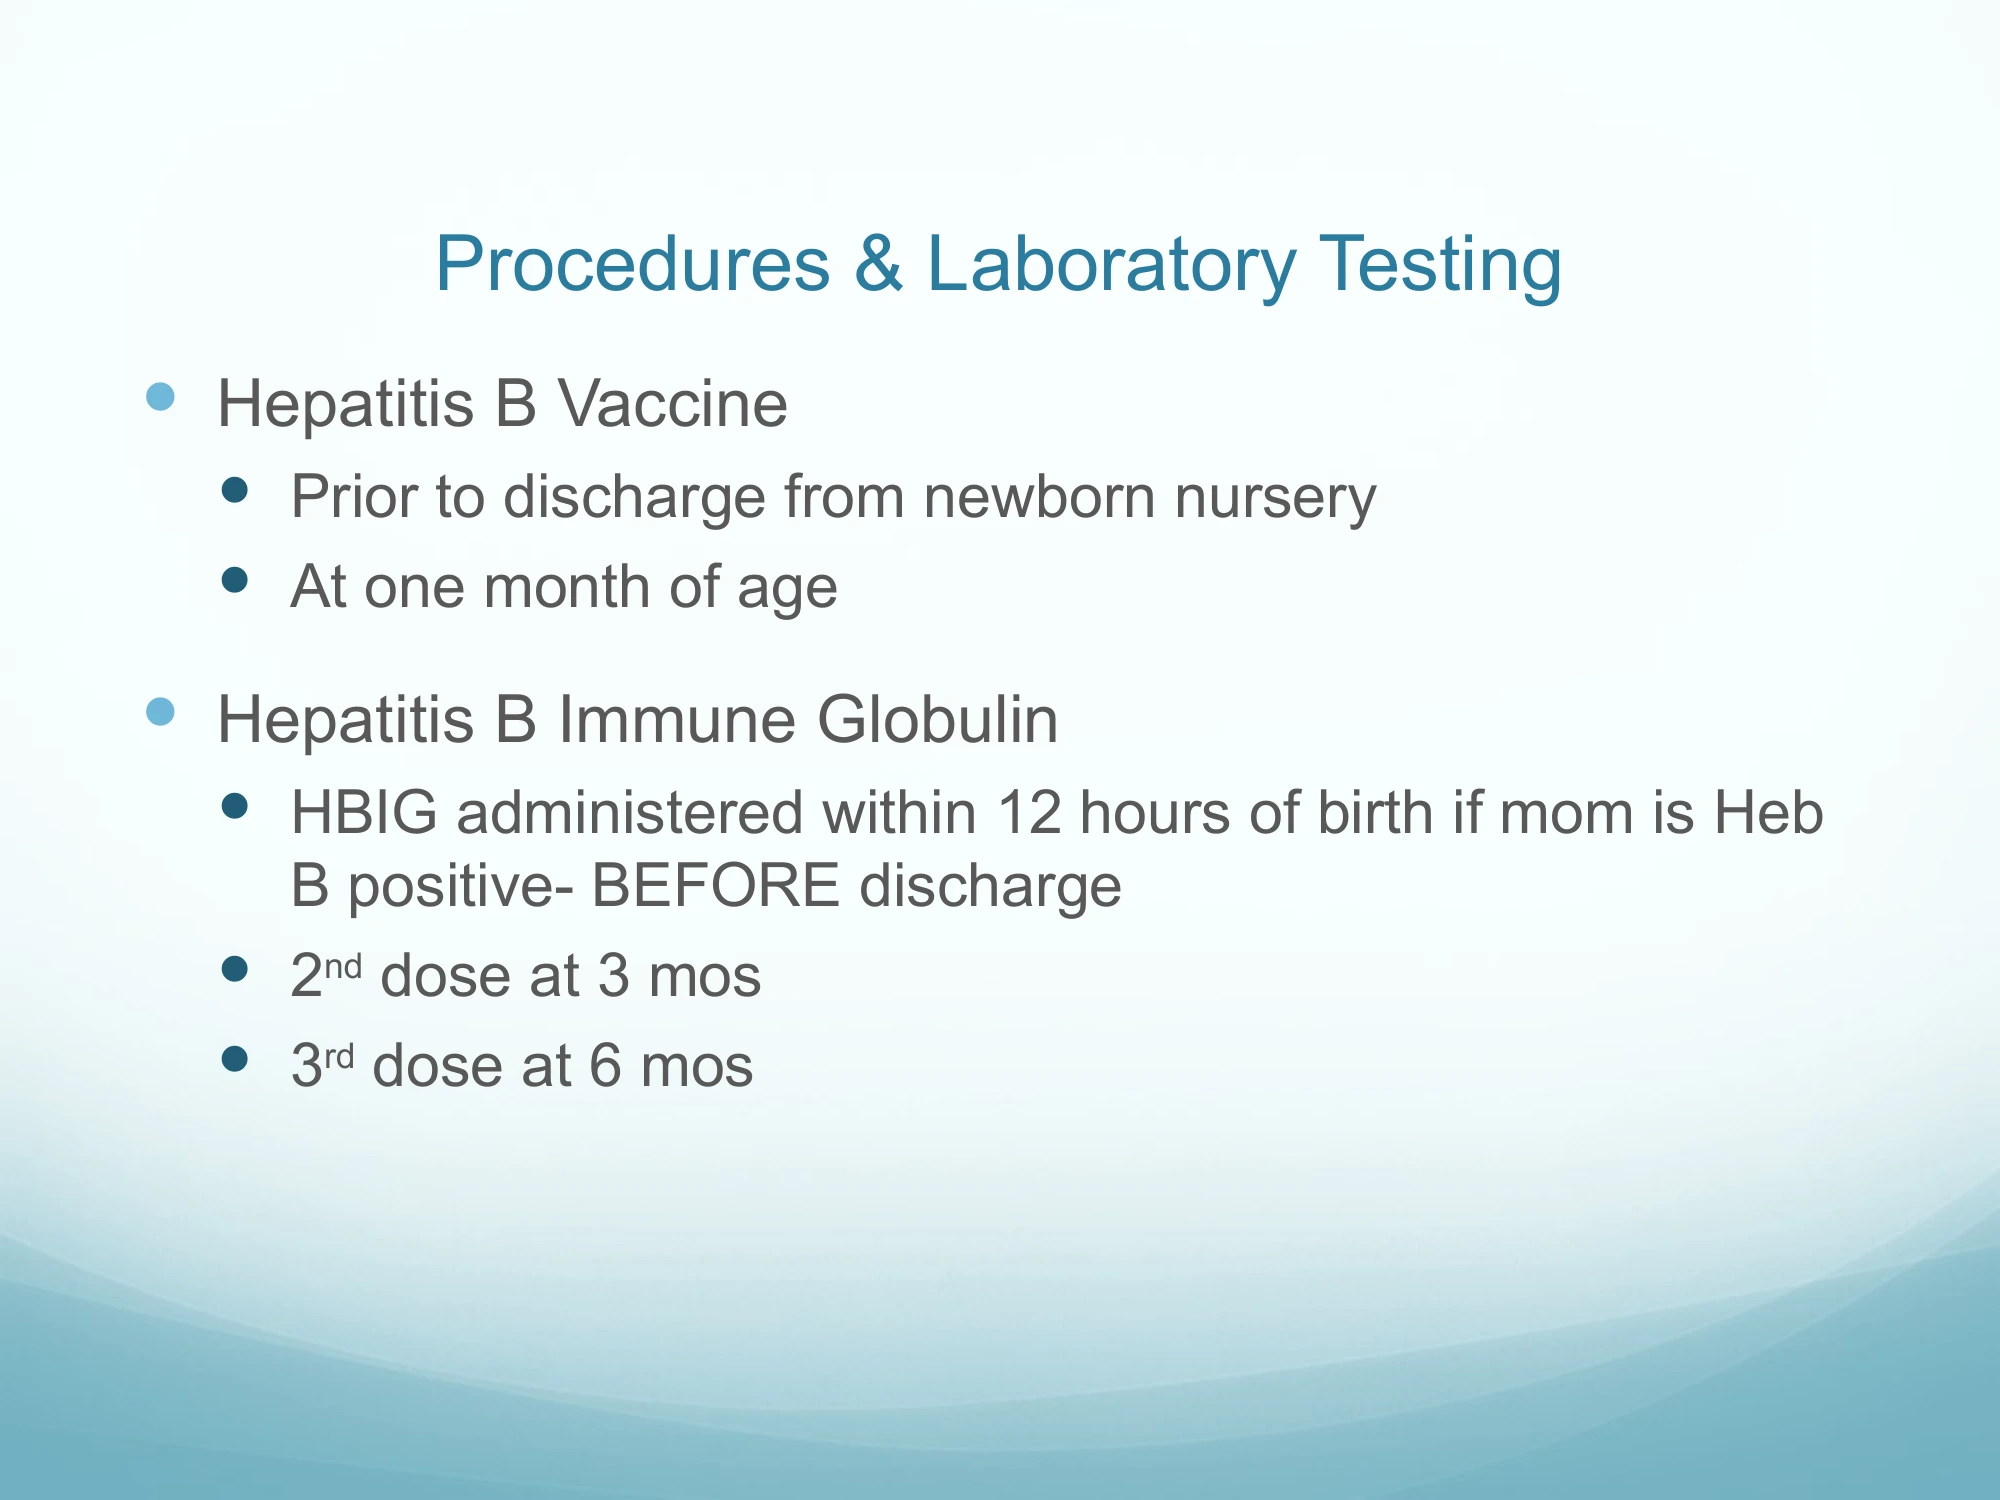 Procedures & Laboratory Testing
• Hepatitis B Vaccine
• Prior to discharge from newborn nursery
• At one month of age
• Hepatitis B Immune Globulin
• HBIG administered within 12 hours of birth if mom is Heb
B positive- BEFORE discharge
• 2nd dose at 3 mos
• 3rd dose at 6 mos